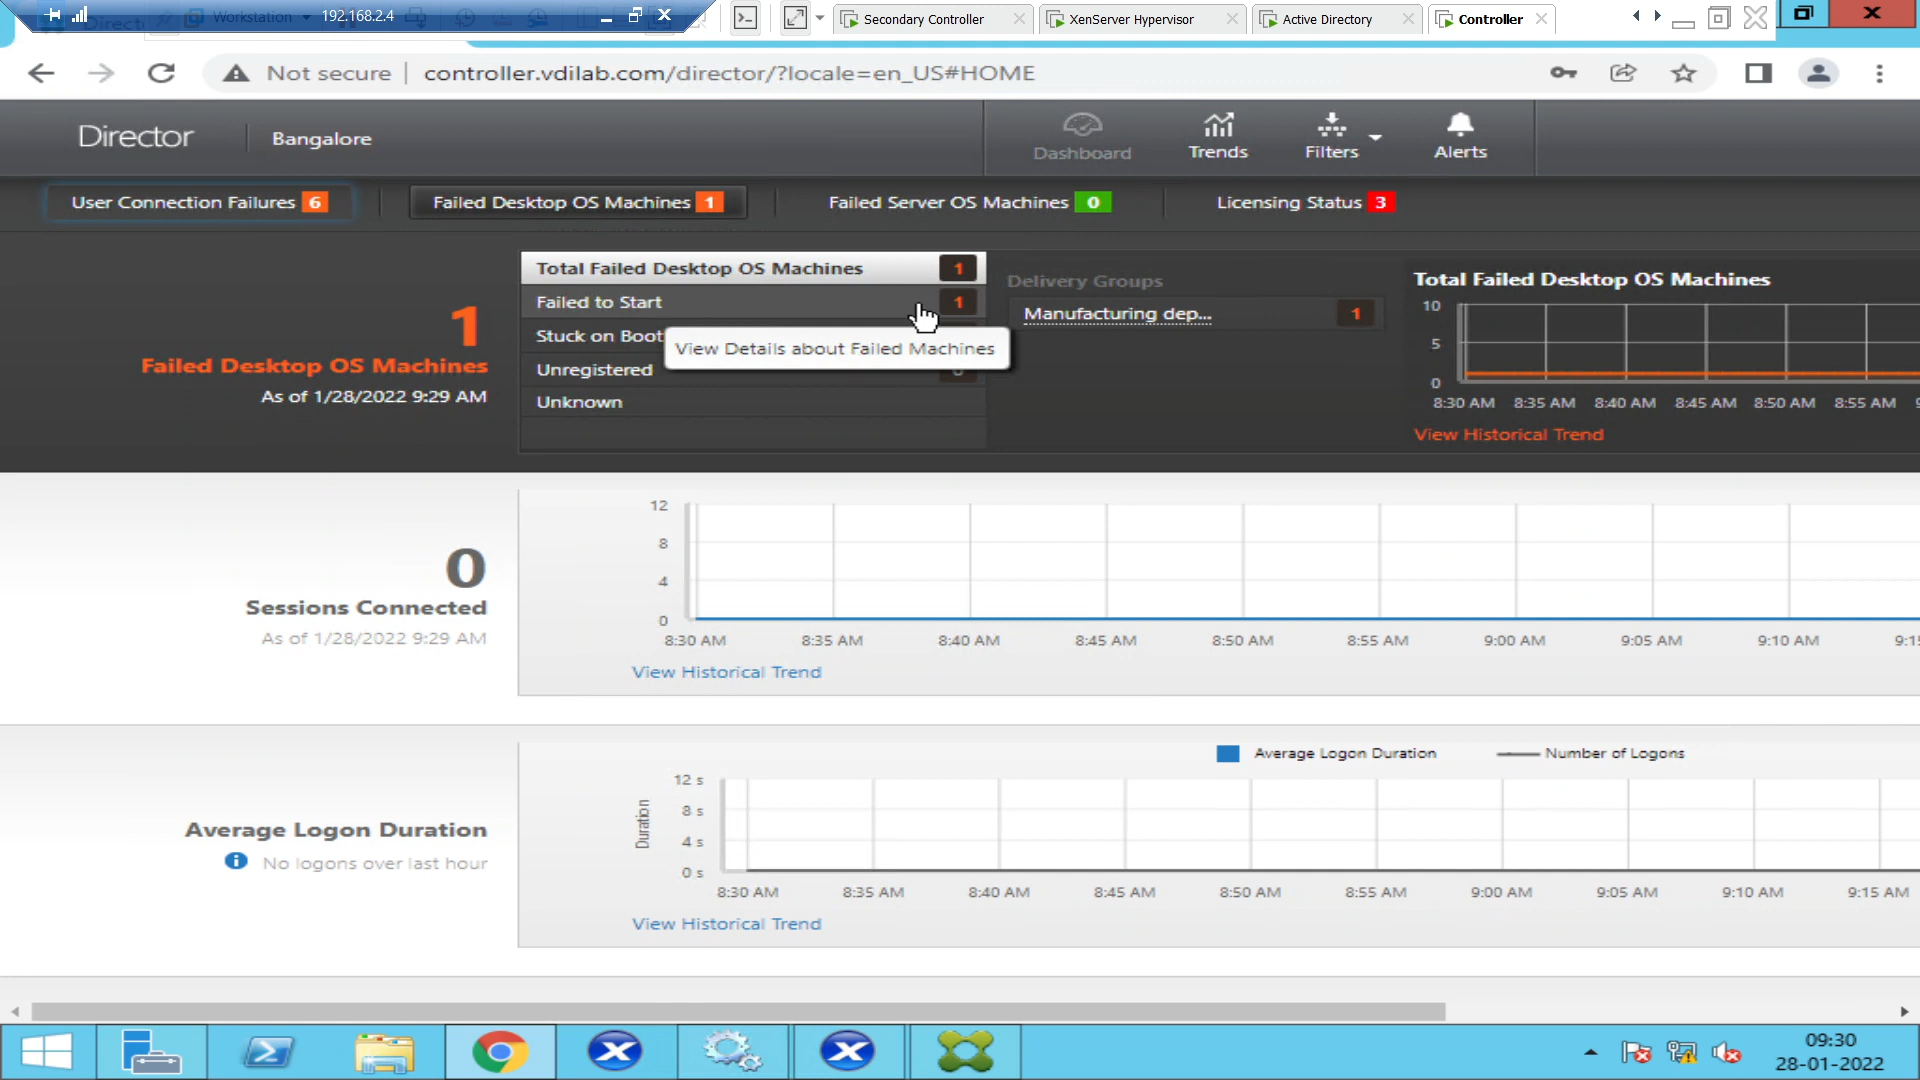 Workstation
192.168.2.4
Secondary Controller
XenServer Hypervisor
Active Directory
Controller
Not secure
controller.vdilab.com/director/?locale=en_US#HOME
Director
Bangalore
Dashboard
Trends
Filters
Alerts
User Connection Failures 6
Failed Desktop OS Machines 1
Failed Server OS Machines 0
Licensing Status 3
1
Failed Desktop OS Machines
As of 1/28/2022 9:29 AM
Total Failed Desktop OS Machines 1
Failed to Start 1
Stuck on Boot
Unregistered
Unknown
View Details about Failed Machines
Delivery Groups
Manufacturing dep... 1
Total Failed Desktop OS Machines
10
5
0
8:30 AM 8:35 AM 8:40 AM 8:45 AM 8:50 AM 8:55 AM
View Historical Trend
0
Sessions Connected
As of 1/28/2022 9:29 AM
12
8
4
0
8:30 AM 8:35 AM 8:40 AM 8:45 AM 8:50 AM 8:55 AM 9:00 AM 9:05 AM 9:10 AM 9:15
View Historical Trend
Average Logon Duration
No logons over last hour
Average Logon Duration
Number of Logons
Duration
12 s
8 s
4 s
0 s
8:30 AM 8:35 AM 8:40 AM 8:45 AM 8:50 AM 8:55 AM 9:00 AM 9:05 AM 9:10 AM 9:15 AM
View Historical Trend
09:30
28-01-2022